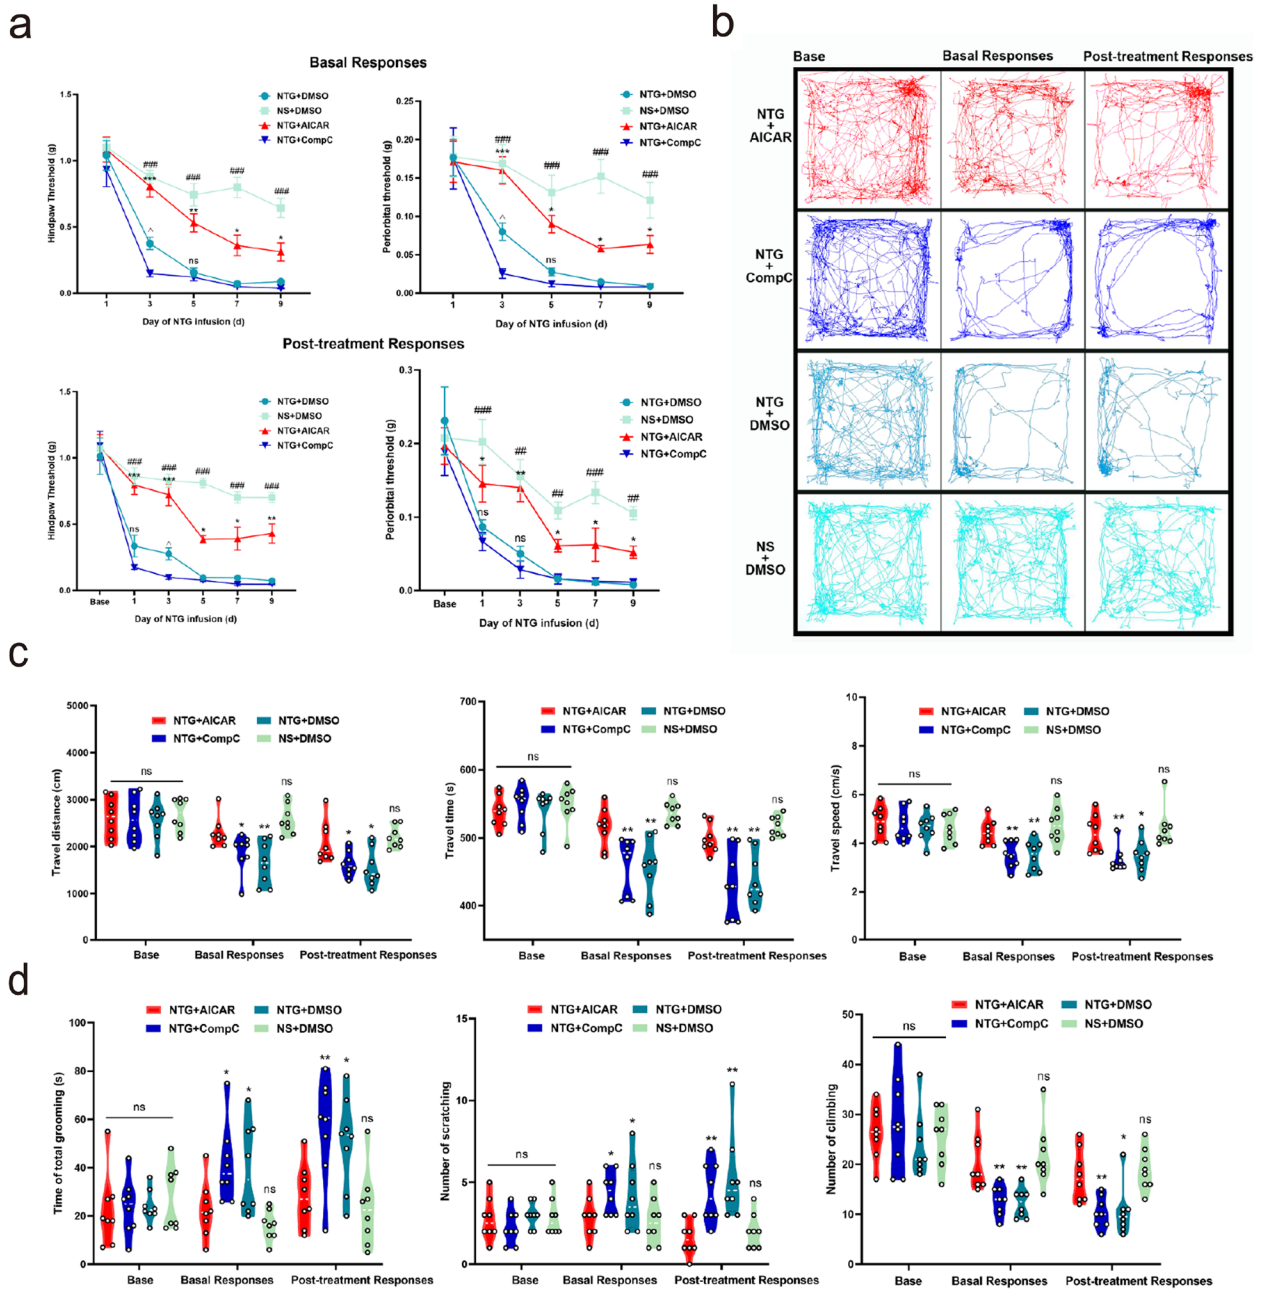 a
Basal Responses
NTG+DMSO
NS+DMSO
NTG+AICAR
NTG+CompC
Hindpaw Threshold (g)
1.5
1.0
0.5
0.0
###
***
^
###
**
ns
###
*
###
*
1 3 5 7 9
Day of NTG infusion (d)
NTG+DMSO
NS+DMSO
NTG+AICAR
NTG+CompC
Periorbital threshold (g)
0.25
0.20
0.15
0.10
0.05
0.00
###
***
^
###
*
ns
###
*
###
*
1 3 5 7 9
Day of NTG infusion (d)
Post-treatment Responses
NTG+DMSO
NS+DMSO
NTG+AICAR
NTG+CompC
Hindpaw Threshold (g)
1.5
1.0
0.5
0.0
###
***
ns
###
***
^
###
*
###
*
###
**
Base 1 3 5 7 9
Day of NTG infusion (d)
NTG+DMSO
NS+DMSO
NTG+AICAR
NTG+CompC
Periorbital threshold (g)
0.3
0.2
0.1
0.0
###
*
ns
##
**
ns
##
*
###
*
##
*
Base 1 3 5 7 9
Day of NTG infusion (d)
b
Base Basal Responses Post-treatment Responses
NTG
+
AICAR
NTG
+
CompC
NTG
+
DMSO
NS
+
DMSO
c
NTG+AICAR NTG+DMSO
NTG+CompC NS+DMSO
Travel distance (cm)
5000
4000
3000
2000
1000
0
ns
* ** ns
* * ns
Base Basal Responses Post-treatment Responses
NTG+AICAR NTG+DMSO
NTG+CompC NS+DMSO
Travel time (s)
700
600
500
400
ns
** ** ns
** ** ns
Base Basal Responses Post-treatment Responses
NTG+AICAR NTG+DMSO
NTG+CompC NS+DMSO
Travel speed (cm/s)
10
8
6
4
2
0
ns
** ** ns
** * ns
Base Basal Responses Post-treatment Responses
d
NTG+AICAR NTG+DMSO
NTG+CompC NS+DMSO
Time of total grooming (s)
100
80
60
40
20
0
ns
* * ns
** * ns
Base Basal Responses Post-treatment Responses
NTG+AICAR NTG+DMSO
NTG+CompC NS+DMSO
Number of scratching
15
10
5
0
ns
* * ns
** ** ns
Base Basal Responses Post-treatment Responses
NTG+AICAR NTG+DMSO
NTG+CompC NS+DMSO
Number of climbing
50
40
30
20
10
0
ns
** ** ns
** * ns
Base Basal Responses Post-treatment Responses